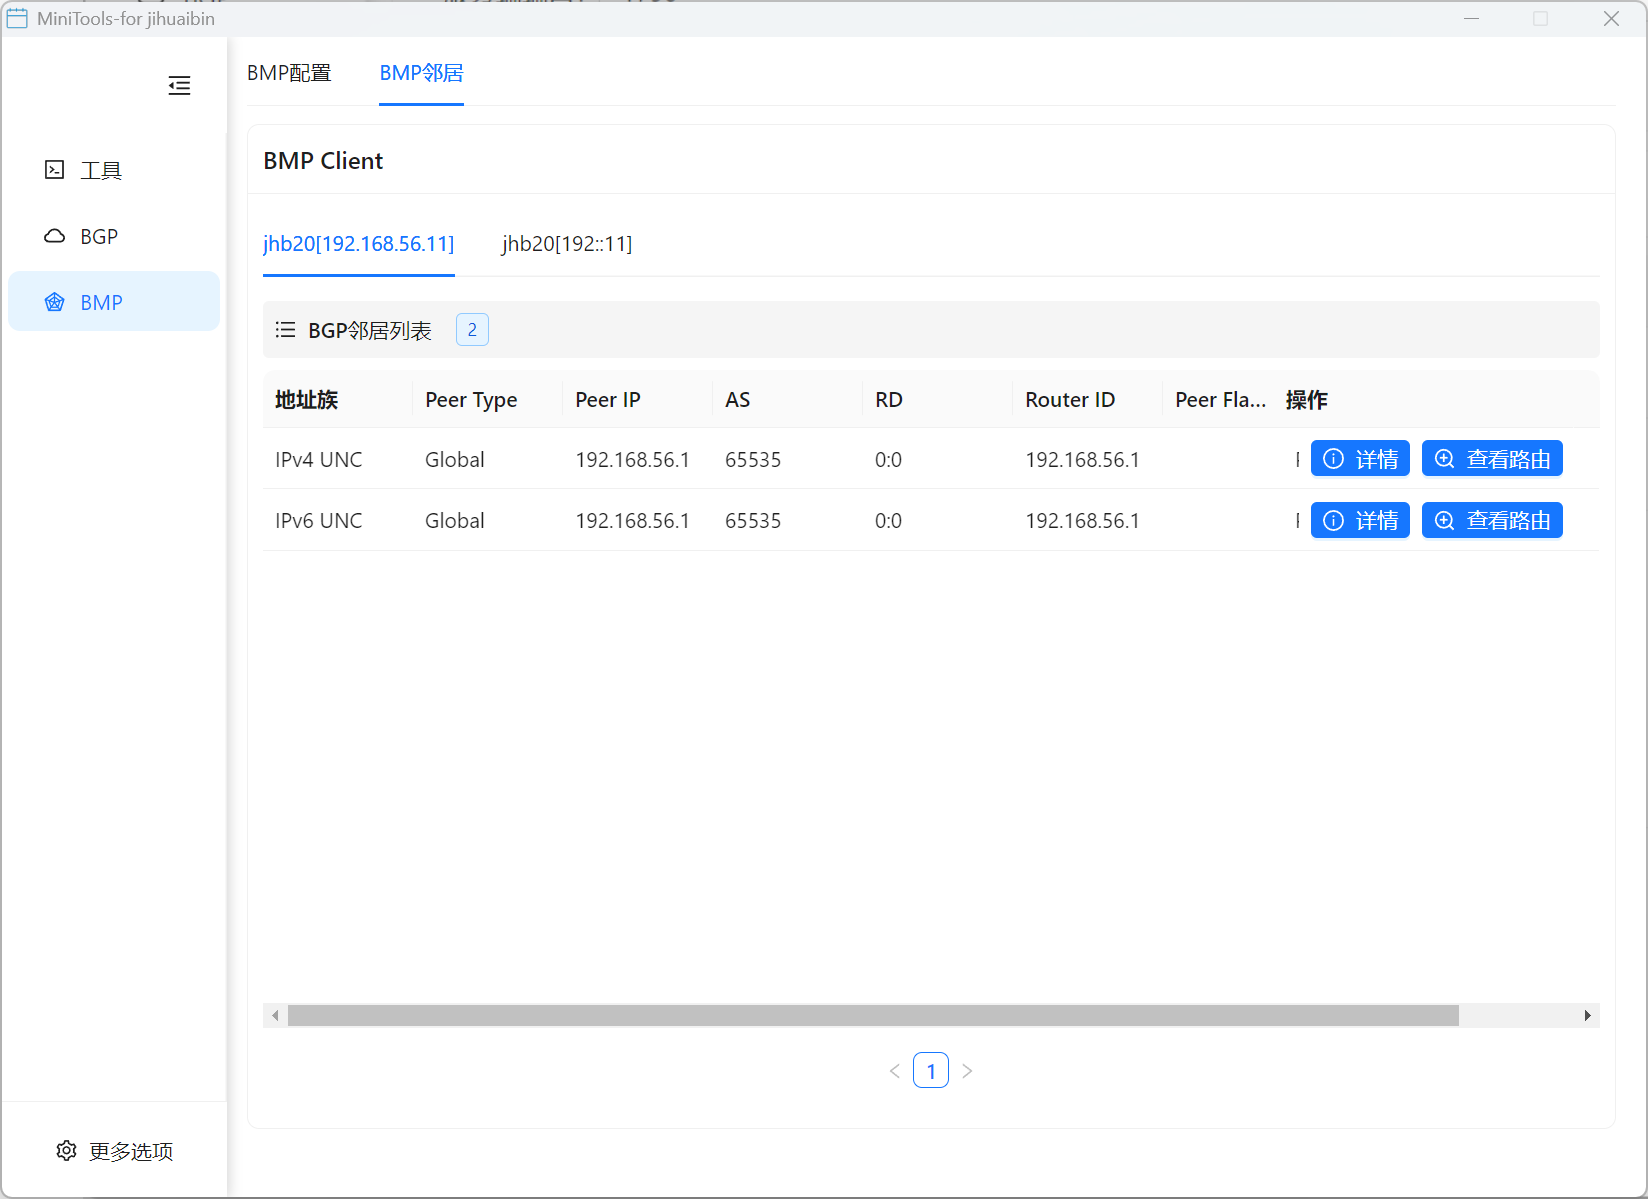 MiniTools-for jihuaibin
BMP配置
BMP邻居
工具
BGP
BMP
更多选项
BMP Client
jhb20[192.168.56.11]
jhb20[192::11]
BGP邻居列表 2
地址族 Peer Type Peer IP AS RD Router ID Peer Fla... 操作
IPv4 UNC Global 192.168.56.1 65535 0:0 192.168.56.1 详情 查看路由
IPv6 UNC Global 192.168.56.1 65535 0:0 192.168.56.1 详情 查看路由
1